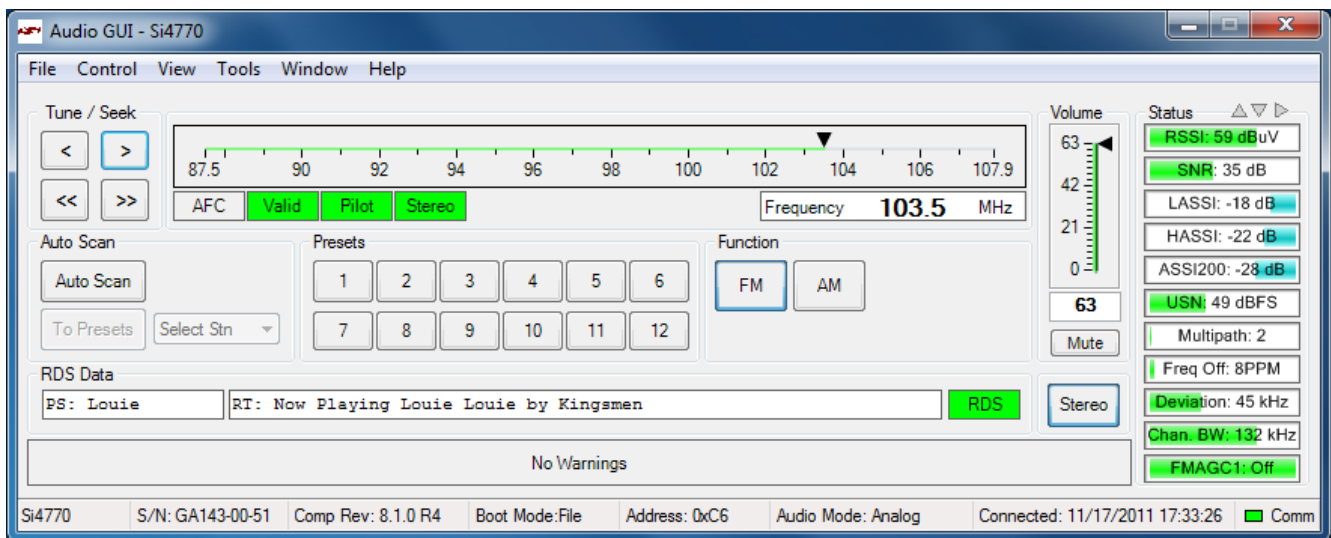 Audio GUI - Si4770
File Control View Tools Window Help
Tune / Seek
< >
<< >>
87.5 90 92 94 96 98 100 102 104 106 107.9
AFC Valid Pilot Stereo
Frequency 103.5 MHz
Auto Scan
Auto Scan
To Presets Select Stn
Presets
1 2 3 4 5 6
7 8 9 10 11 12
Function
FM AM
RDS Data
PS: Louie RT: Now Playing Louie Louie by Kingsmen RDS
No Warnings
Volume
63
42
21
0
63
Mute
Stereo
Status
RSSI: 59 dBuV
SNR: 35 dB
LASSI: -18 dB
HASSI: -22 dB
ASSI200: -28 dB
USN: 49 dBFS
Multipath: 2
Freq Off: 8PPM
Deviation: 45 kHz
Chan. BW: 132 kHz
FMAGC1: Off
Si4770 S/N: GA143-00-51 Comp Rev: 8.1.0 R4 Boot Mode:File Address: 0xC6 Audio Mode: Analog Connected: 11/17/2011 17:33:26 Comm